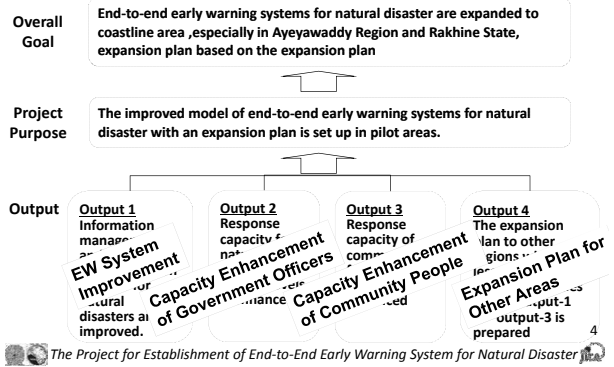 Overall
Goal
End-to-end early warning systems for natural disaster are expanded to
coastline area ,especially in Ayeyawaddy Region and Rakhine State,
expansion plan based on the expansion plan
Project
Purpose
The improved model of end-to-end early warning systems for natural
disaster with an expansion plan is set up in pilot areas.
Output
Output 1
Information
disasters
improved.
EW System
Improvement
Output 2
Response
capacity
Capacity Enhancement
of Government Officers
Output 3
Response
capacity of
Capacity Enhancement
of Community People
Output 4
The expansion
to other
output-3 is
prepared
Expansion Plan for
Other Areas
4
The Project for Establishment of End-to-End Early Warning System for Natural Disaster
jica